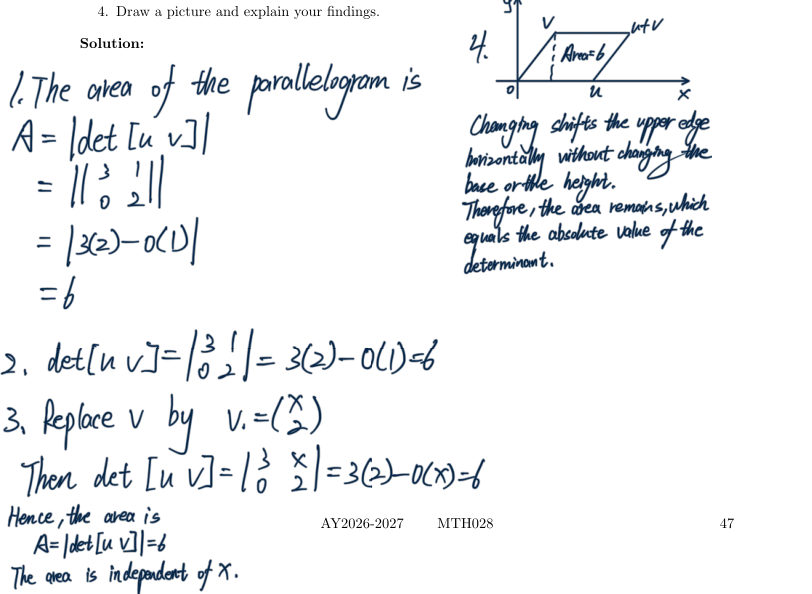 4. Draw a picture and explain your findings.
Solution:
1. The area of the parallelogram is
A = |det [u v]|
= || 3 1 ||
0 2
= |3(2)-0(1)|
= 6
2. det[u v] = | 3 1 | = 3(2)-0(1)=6
0 2
3. Replace v by v. = ( x )
2
Then det [u v] = | 3 x | = 3(2)-0(x)=6
0 2
Hence, the area is
A=|det[u v]|=6
The area is independent of x.
4.
y
v
u+v
Area=6
0
u
x
Changing shifts the upper edge
horizontally without changing the
base or the height.
Therefore, the area remains, which
equals the absolute value of the
determinant.
AY2026-2027 MTH028 47